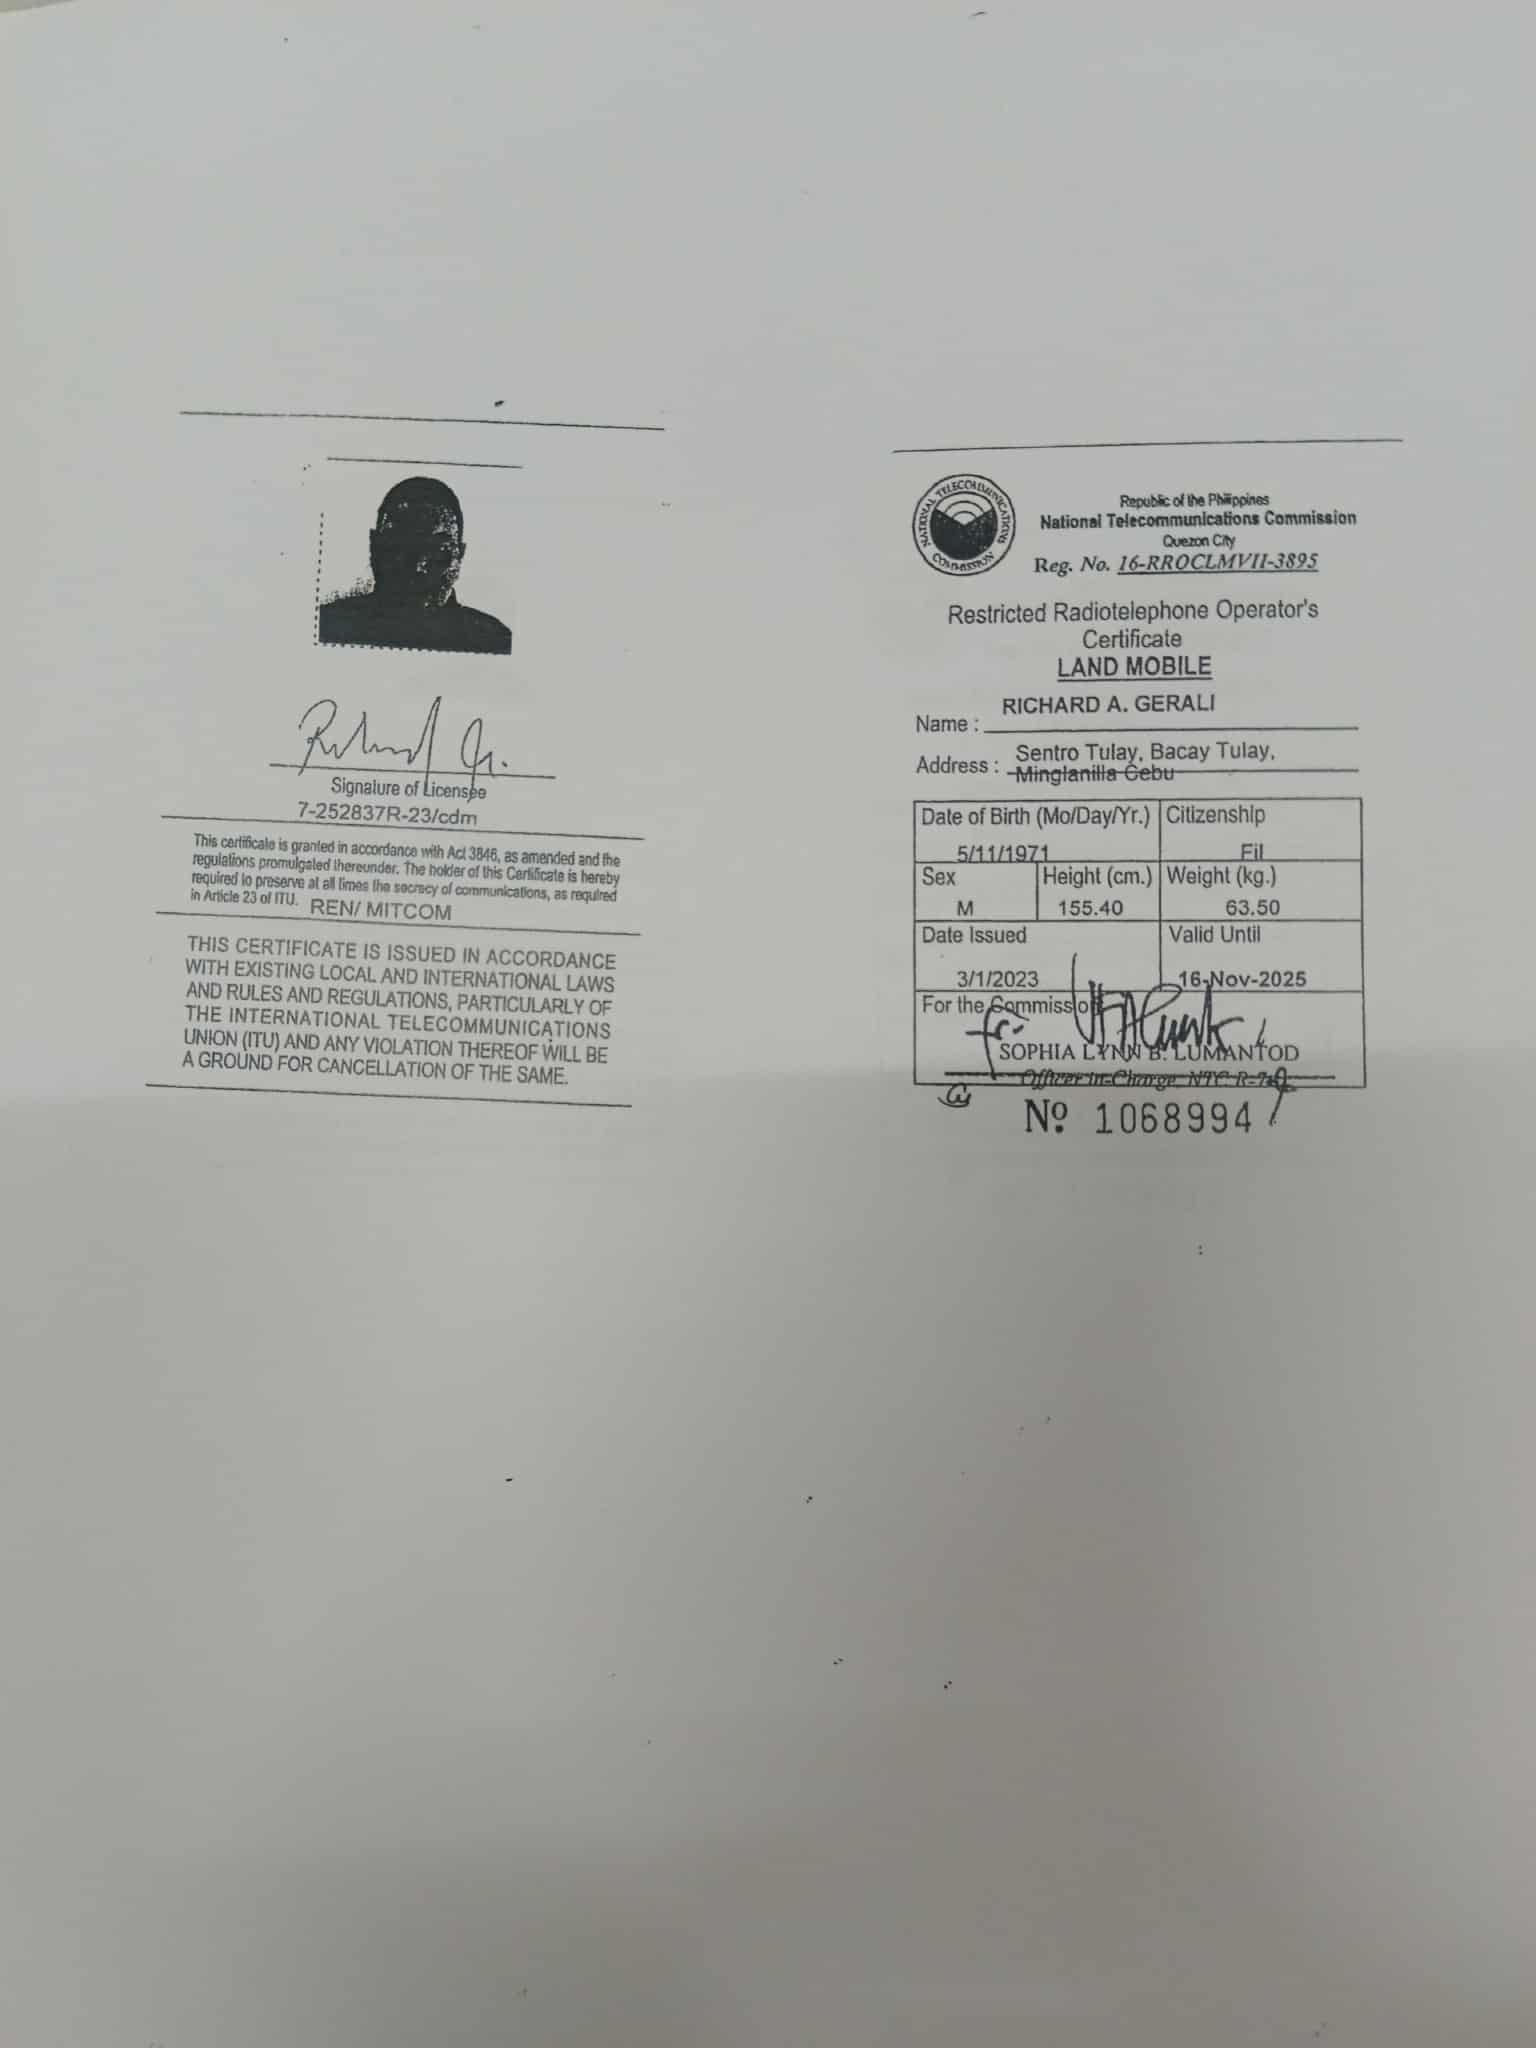 Signature of Licensee
7-252837R-23/cdm
This certificate is granted in accordance with Act 3846, as amended and the
regulations promulgated thereunder. The holder of this Certificate is hereby
required to preserve at all times the secrecy of communications, as required
in Article 23 of ITU. REN/ MITCOM
THIS CERTIFICATE IS ISSUED IN ACCORDANCE
WITH EXISTING LOCAL AND INTERNATIONAL LAWS
AND RULES AND REGULATIONS, PARTICULARLY OF
THE INTERNATIONAL TELECOMMUNICATIONS
UNION (ITU) AND ANY VIOLATION THEREOF WILL BE
A GROUND FOR CANCELLATION OF THE SAME.
NATIONAL TELECOMMUNICATIONS COMMISSION
Republic of the Philippines
National Telecommunications Commission
Quezon City
Reg. No. 16-RROCLMVII-3895
Restricted Radiotelephone Operator's
Certificate
LAND MOBILE
RICHARD A. GERALI
Name :
Address : Sentro Tulay, Bacay Tulay,
Minglanilla Cebu
Date of Birth (Mo/Day/Yr.) Citizenship
5/11/1971 Fil
Sex Height (cm.) Weight (kg.)
M 155.40 63.50
Date Issued Valid Until
3/1/2023 16-Nov-2025
For the Commission
SOPHIA LYNN B. LUMANTOD
Officer in-Charge, NTC R-7
Nº 1068994